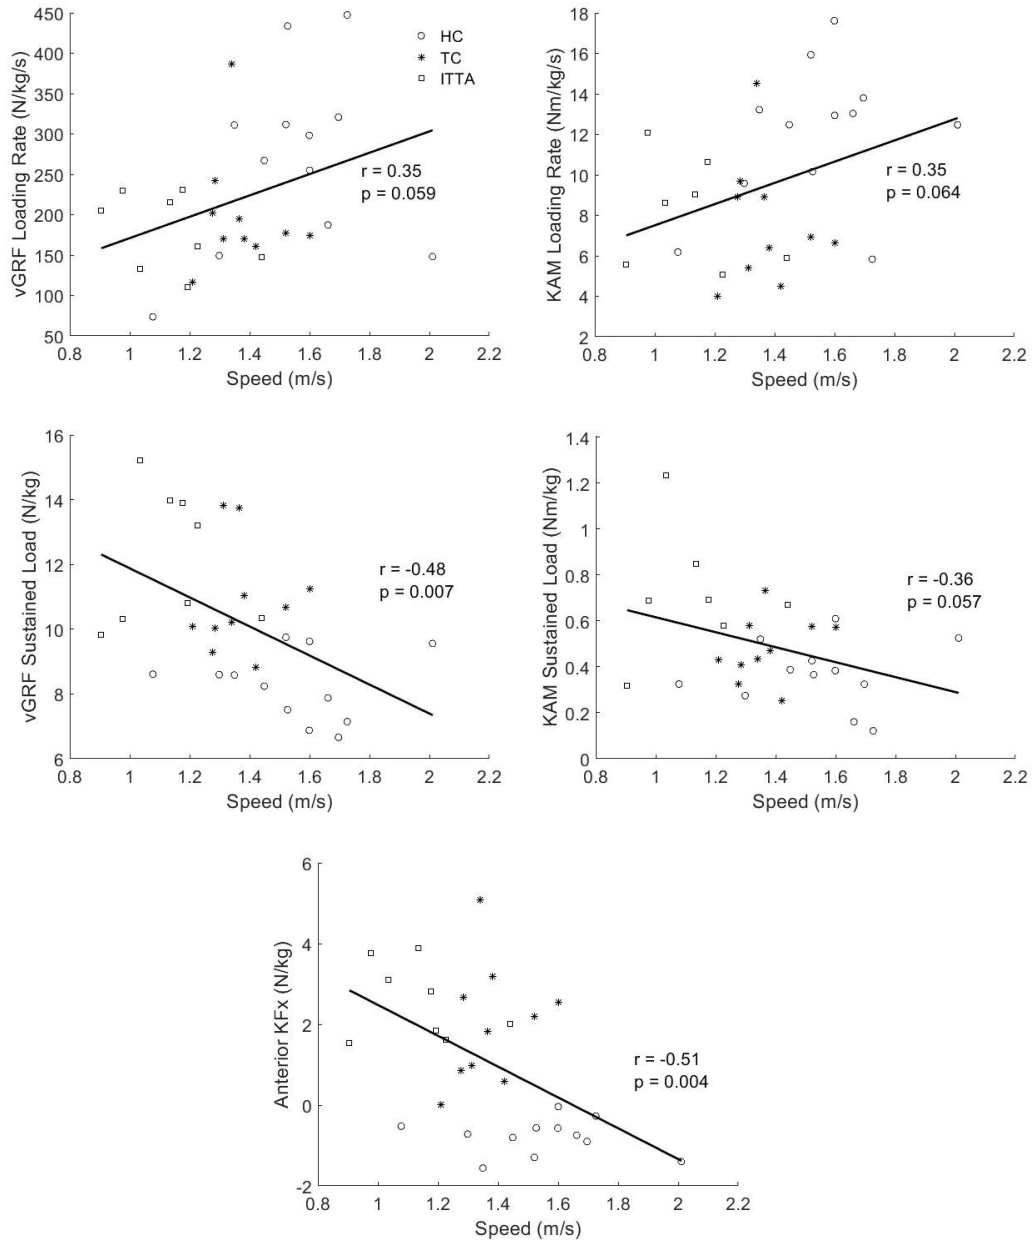 450
400
350
300
250
200
150
100
50
vGRF Loading Rate (N/kg/s)
HC
TC
ITTA
r = 0.35
p = 0.059
0.8 1 1.2 1.4 1.6 1.8 2 2.2
Speed (m/s)
18
16
14
12
10
8
6
4
2
KAM Loading Rate (Nm/kg/s)
r = 0.35
p = 0.064
0.8 1 1.2 1.4 1.6 1.8 2 2.2
Speed (m/s)
16
14
12
10
8
6
vGRF Sustained Load (N/kg)
r = -0.48
p = 0.007
0.8 1 1.2 1.4 1.6 1.8 2 2.2
Speed (m/s)
1.4
1.2
1
0.8
0.6
0.4
0.2
0
KAM Sustained Load (Nm/kg)
r = -0.36
p = 0.057
0.8 1 1.2 1.4 1.6 1.8 2 2.2
Speed (m/s)
6
4
2
0
-2
Anterior KFx (N/kg)
r = -0.51
p = 0.004
0.8 1 1.2 1.4 1.6 1.8 2 2.2
Speed (m/s)